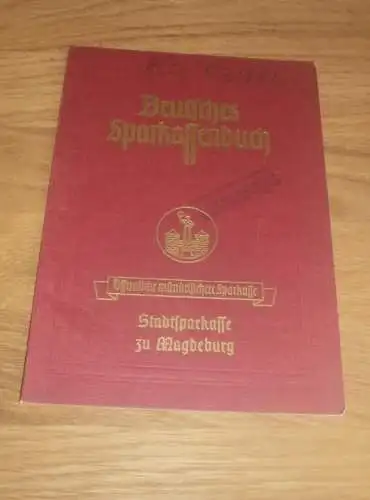 Deutsches
Sparkassenbuch
Öffentliche mündelsichere Sparkasse
Stadtsparkasse
zu Magdeburg